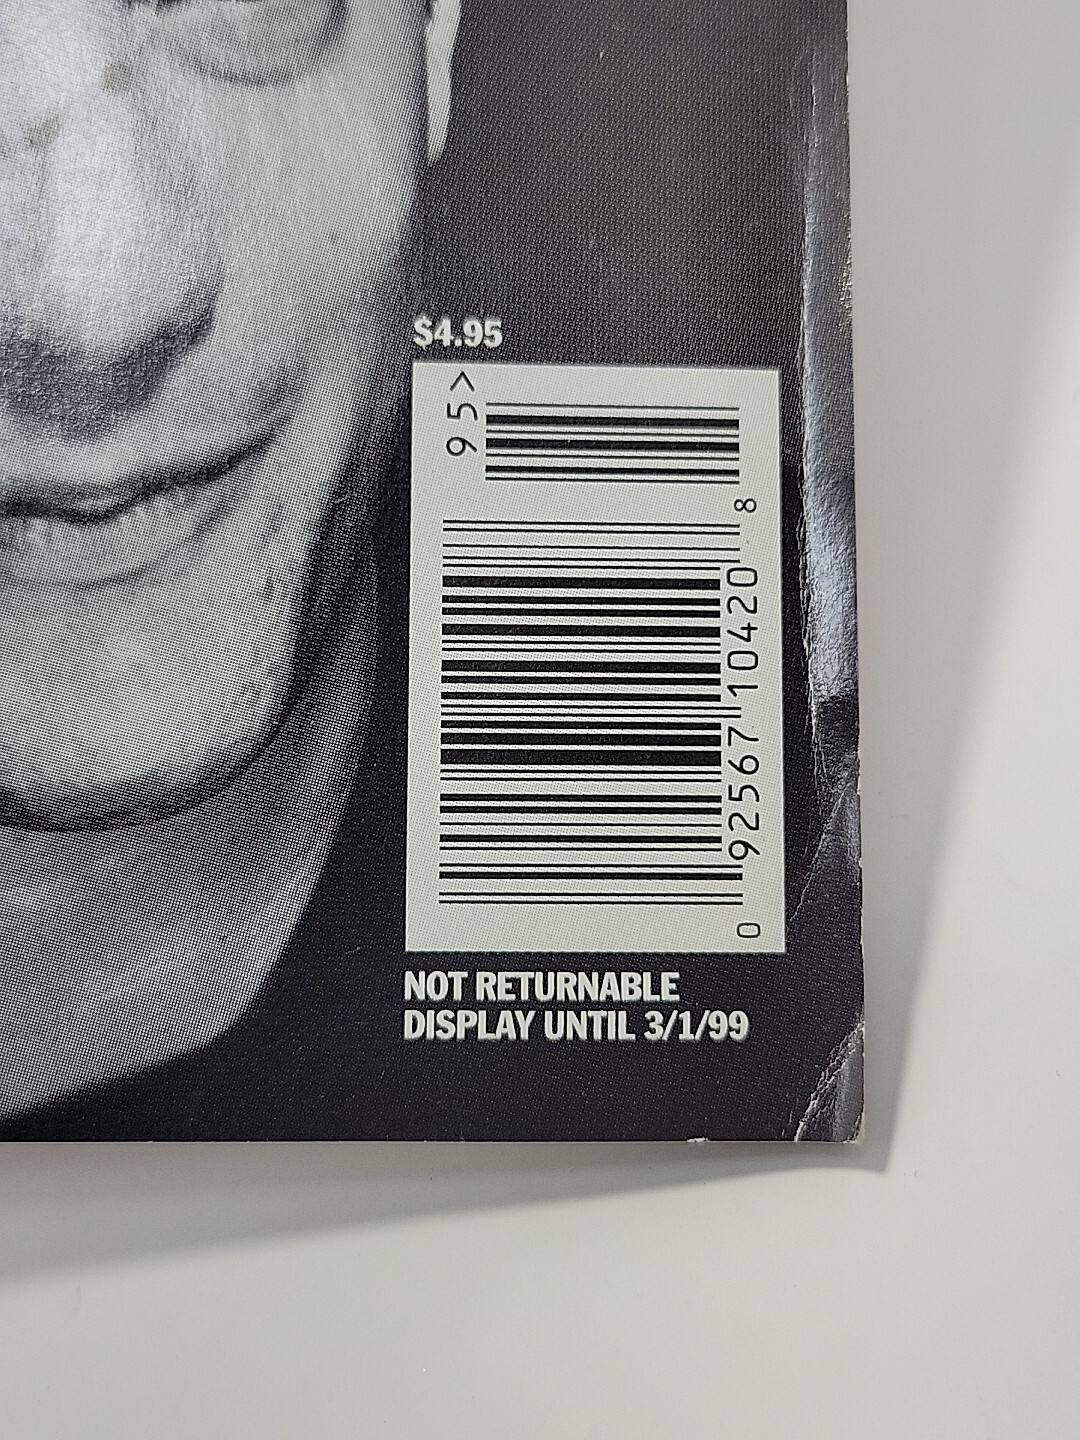 $4.95
95>
0 92567 10420 8
NOT RETURNABLE
DISPLAY UNTIL 3/1/99